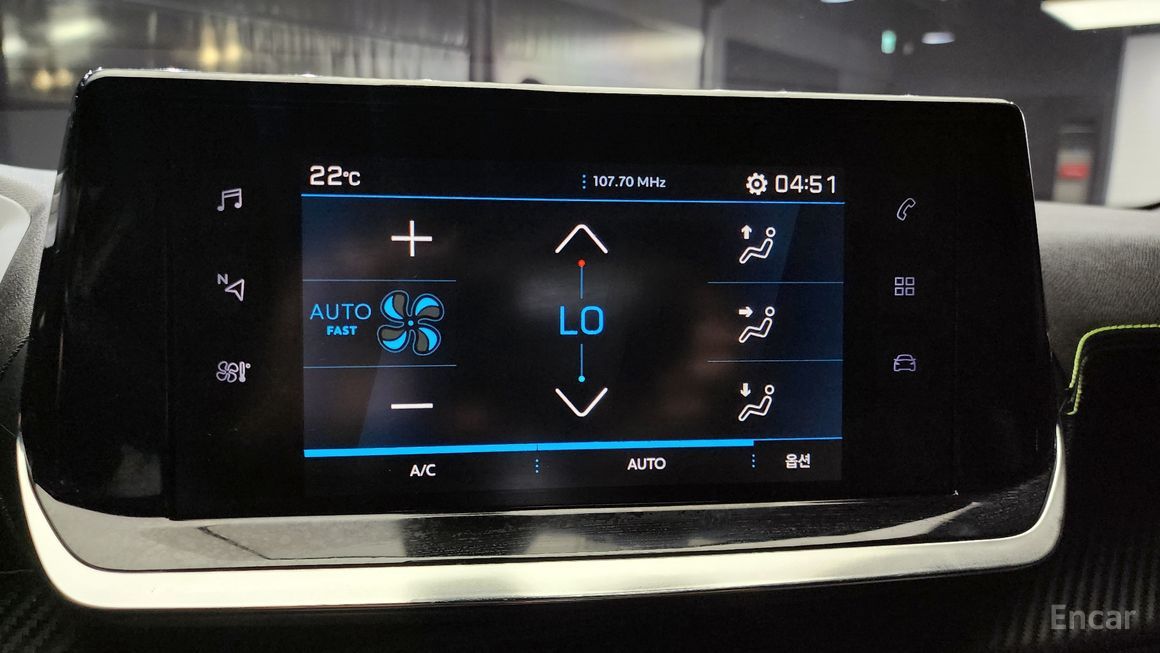 22°C
107.70 MHz
04:51
N
AUTO
FAST
LO
A/C
AUTO
옵션
Encar